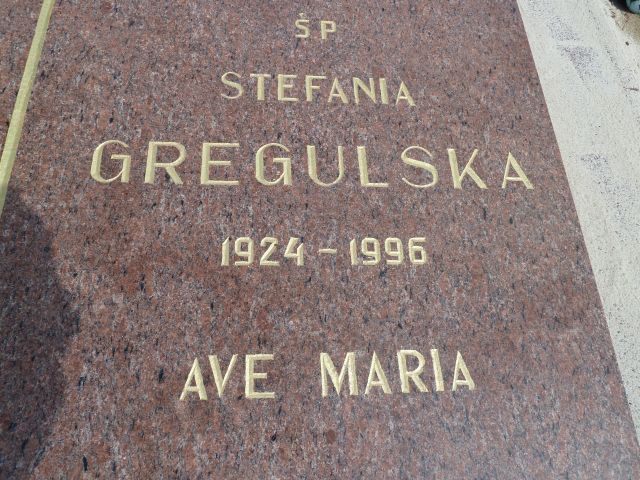 ŚP
STEFANIA
GREGULSKA
1924 - 1996
AVE MARIA